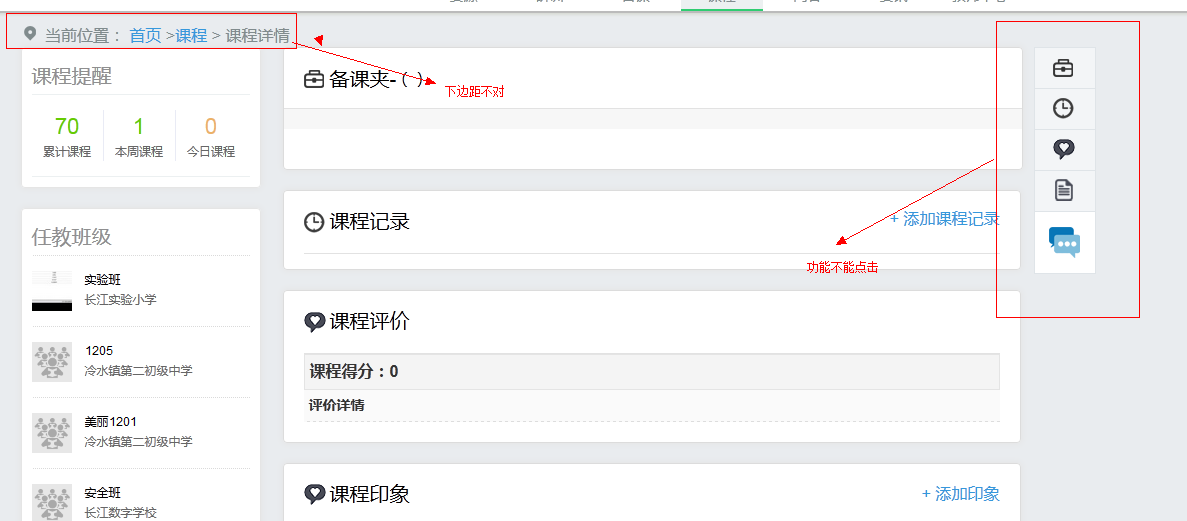 当前位置： 首页 >课程 > 课程详情
课程提醒
70
累计课程
1
本周课程
0
今日课程
任教班级
实验班
长江实验小学
1205
冷水镇第二初级中学
美丽1201
冷水镇第二初级中学
安全班
长江数字学校
备课夹-（ ）
下边距不对
课程记录
+ 添加课程记录
功能不能点击
课程评价
课程得分：0
评价详情
课程印象
+ 添加印象